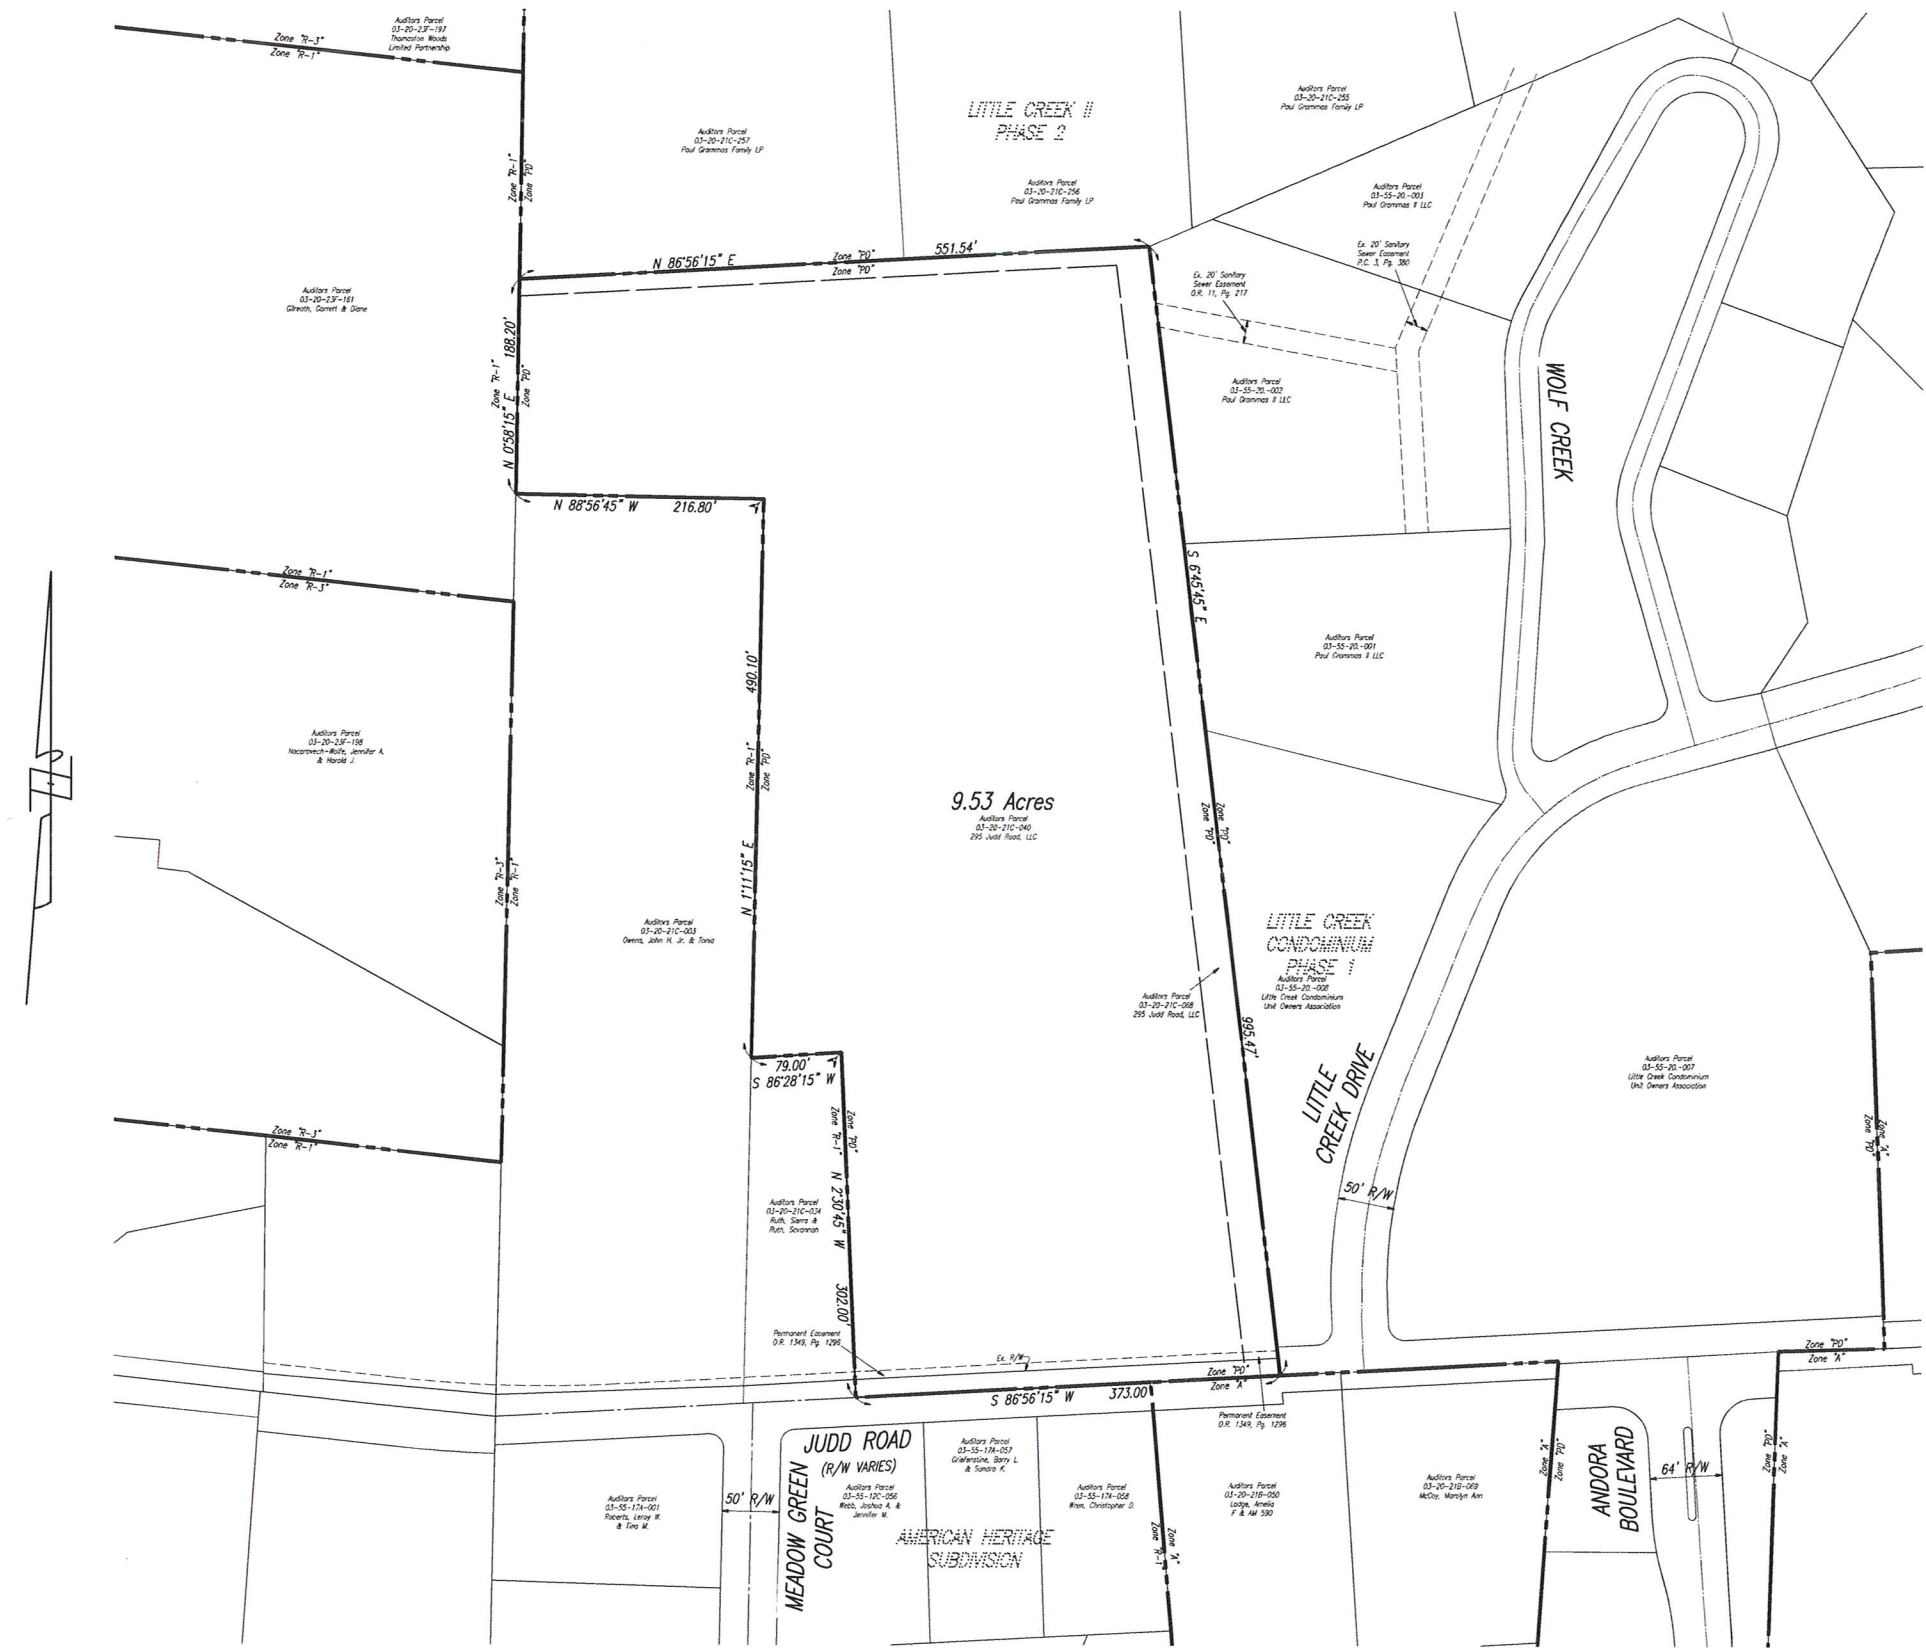 Auditors Parcel
03-20-23F-197
Thomaston Woods
Limited Partnership
Zone "R-3"
Zone "R-1"
Auditors Parcel
03-20-21C-257
Paul Grammas Family LP
LITTLE CREEK II
PHASE 2
Auditors Parcel
03-20-21C-255
Paul Grammas Family LP
Auditors Parcel
03-20-21C-256
Paul Grammas Family LP
Zone "R-1"
Zone "PD"
Auditors Parcel
03-55-20.-003
Paul Grammas II LLC
Ex. 20' Sanitary
Sewer Easement
P.C. 3, Pg. 380
Ex. 20' Sanitary
Sewer Easement
O.R. 11, Pg. 217
N 86°56'15" E
Zone "PD"
Zone "PD"
551.54'
Auditors Parcel
03-20-23F-161
Gilreath, Garrett & Diane
N 0°58'15" E
188.20'
Zone "R-1"
Zone "PD"
Auditors Parcel
03-55-20.-002
Paul Grammas II LLC
WOLF CREEK
N 88°56'45" W
216.80'
S 6°45'45" E
Zone "R-1"
Zone "R-3"
Auditors Parcel
03-55-20.-001
Paul Grammas II LLC
490.10'
Zone "R-1"
Zone "PD"
N 1°11'15" E
Auditors Parcel
03-20-23F-198
Nacarovech-Wolfe, Jennifer A.
& Harold J.
9.53 Acres
Auditors Parcel
03-20-21C-040
295 Judd Road, LLC
Zone "PD"
Zone "PD"
Zone "R-3"
Zone "R-1"
Auditors Parcel
03-20-21C-003
Owens, John H. Jr. & Tonia
LITTLE CREEK
CONDOMINIUM
PHASE 1
Auditors Parcel
03-55-20.-008
Little Creek Condominium
Unit Owners Association
Auditors Parcel
03-20-21C-068
295 Judd Road, LLC
995.47'
79.00'
S 86°28'15" W
LITTLE
CREEK DRIVE
Auditors Parcel
03-55-20.-007
Little Creek Condominium
Unit Owners Association
Zone "A"
Zone "PD"
Zone "R-3"
Zone "R-1"
Zone "PD"
Zone "R-1"
N 2°30'45" W
302.00'
Auditors Parcel
03-20-21C-034
Ruth, Sierra &
Ruth, Savannah
50' R/W
Permanent Easement
O.R. 1349, Pg. 1296
Ex. R/W
Zone "PD"
Zone "A"
S 86°56'15" W
373.00'
Zone "PD"
Zone "A"
Permanent Easement
O.R. 1349, Pg. 1296
JUDD ROAD
(R/W VARIES)
MEADOW GREEN
COURT
50' R/W
Auditors Parcel
03-55-17A-001
Roberts, Leroy W.
& Tina M.
Auditors Parcel
03-55-12C-056
Webb, Joshua A. &
Jennifer M.
Auditors Parcel
03-55-17A-057
Griefenstine, Barry L.
& Sandra K.
Auditors Parcel
03-55-17A-058
Wren, Christopher D.
AMERICAN HERITAGE
SUBDIVISION
Zone "A"
Zone "R-1"
Auditors Parcel
03-20-21B-050
Lodge, Amelia
F & AM 590
Auditors Parcel
03-20-21B-069
McCoy, Marolyn Ann
Zone "A"
Zone "PD"
ANDORA
BOULEVARD
64' R/W
Zone "PD"
Zone "A"